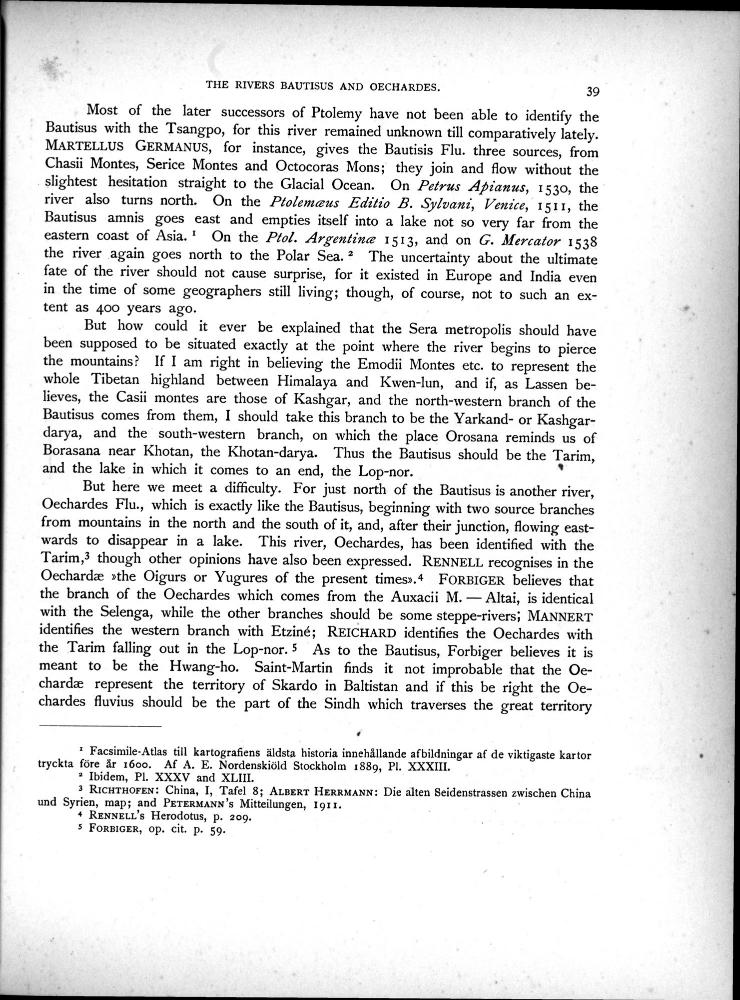 THE RIVERS BAUTISUS AND OECHARDES.
39
Most of the later successors of Ptolemy have not been able to identify the
Bautisus with the Tsangpo, for this river remained unknown till comparatively lately.
MARTELLUS GERMANUS, for instance, gives the Bautisis Flu. three sources, from
Chasii Montes, Serice Montes and Octocoras Mons; they join and flow without the
slightest hesitation straight to the Glacial Ocean. On Petrus Apianus, 1530, the
river also turns north. On the Ptolemæus Editio B. Sylvani, Venice, 1511, the
Bautisus amnis goes east and empties itself into a lake not so very far from the
eastern coast of Asia. ¹ On the Ptol. Argentinæ 1513, and on G. Mercator 1538
the river again goes north to the Polar Sea. ² The uncertainty about the ultimate
fate of the river should not cause surprise, for it existed in Europe and India even
in the time of some geographers still living; though, of course, not to such an ex-
tent as 400 years ago.
But how could it ever be explained that the Sera metropolis should have
been supposed to be situated exactly at the point where the river begins to pierce
the mountains? If I am right in believing the Emodii Montes etc. to represent the
whole Tibetan highland between Himalaya and Kwen-lun, and if, as Lassen be-
lieves, the Casii montes are those of Kashgar, and the north-western branch of the
Bautisus comes from them, I should take this branch to be the Yarkand- or Kashgar-
darya, and the south-western branch, on which the place Orosana reminds us of
Borasana near Khotan, the Khotan-darya. Thus the Bautisus should be the Tarim,
and the lake in which it comes to an end, the Lop-nor.
But here we meet a difficulty. For just north of the Bautisus is another river,
Oechardes Flu., which is exactly like the Bautisus, beginning with two source branches
from mountains in the north and the south of it, and, after their junction, flowing east-
wards to disappear in a lake. This river, Oechardes, has been identified with the
Tarim,³ though other opinions have also been expressed. RENNELL recognises in the
Oechardæ »the Oigurs or Yugures of the present times».⁴ FORBIGER believes that
the branch of the Oechardes which comes from the Auxacii M. — Altai, is identical
with the Selenga, while the other branches should be some steppe-rivers; MANNERT
identifies the western branch with Etziné; REICHARD identifies the Oechardes with
the Tarim falling out in the Lop-nor. ⁵ As to the Bautisus, Forbiger believes it is
meant to be the Hwang-ho. Saint-Martin finds it not improbable that the Oe-
chardæ represent the territory of Skardo in Baltistan and if this be right the Oe-
chardes fluvius should be the part of the Sindh which traverses the great territory
¹ Facsimile-Atlas till kartografiens äldsta historia innehållande afbildningar af de viktigaste kartor
tryckta före år 1600. Af A. E. Nordenskiöld Stockholm 1889, Pl. XXXIII.
² Ibidem, Pl. XXXV and XLIII.
³ RICHTHOFEN: China, I, Tafel 8; ALBERT HERRMANN: Die alten Seidenstrassen zwischen China
und Syrien, map; and PETERMANN'S Mitteilungen, 1911.
⁴ RENNELL'S Herodotus, p. 209.
⁵ FORBIGER, op. cit. p. 59.